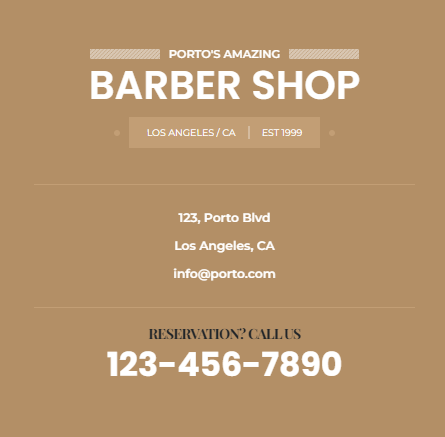 PORTO'S AMAZING
BARBER SHOP
LOS ANGELES / CA | EST 1999
123, Porto Blvd
Los Angeles, CA
info@porto.com
RESERVATION? CALL US
123-456-7890